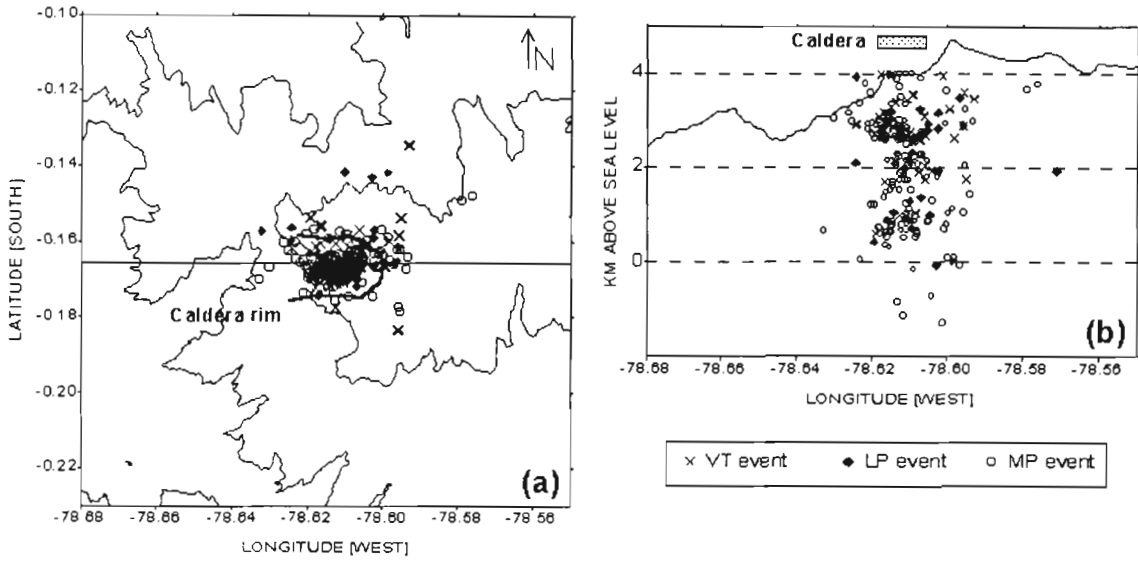 -0.10
-0.12
-0.14
-0.16
-0.18
-0.20
-0.22
LATITUDE [SOUTH]
N
Caldera rim
(a)
-78.68
-78.66
-78.64
-78.62
-78.60
-78.58
-78.56
LONGITUDE [WEST]
Caldera
4
2
0
KM ABOVE SEA LEVEL
(b)
-78.68
-78.66
-78.64
-78.62
-78.60
-78.58
-78.56
LONGITUDE [WEST]
× VT event ◆ LP event ○ MP event